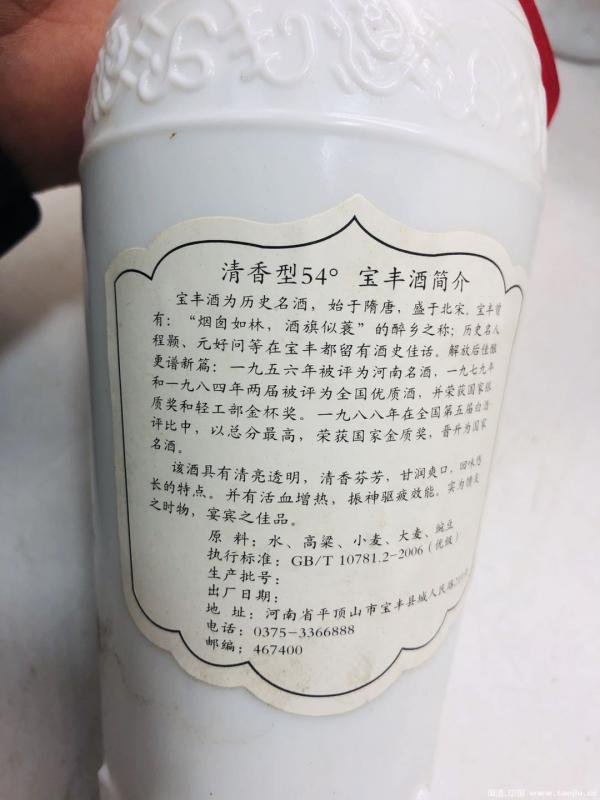 清香型54° 宝丰酒简介
宝丰酒为历史名酒，始于隋唐，盛于北宋。宝丰曾
有：“烟囱如林，酒旗似蓑”的醉乡之称；历史名人
程颢、元好问等在宝丰都留有酒史佳话。解放后佳酿
更谱新篇：一九五六年被评为河南名酒，一九七九年
和一九八四年两届被评为全国优质酒，并荣获国家银
质奖和轻工部金杯奖。一九八八年在全国第五届白酒
评比中，以总分最高，荣获国家金质奖，晋升为国家
名酒。
该酒具有清亮透明，清香芬芳，甘润爽口，回味悠
长的特点。并有活血增热，振神驱疲效能。实为馈友
之时物，宴宾之佳品。
原 料：水、高粱、小麦、大麦、豌豆
执行标准：GB/T 10781.2-2006（优级）
生产批号：
出厂日期：
地 址：河南省平顶山市宝丰县城人民路
电话：0375-3366888
邮编：467400
www.taojiu.cn